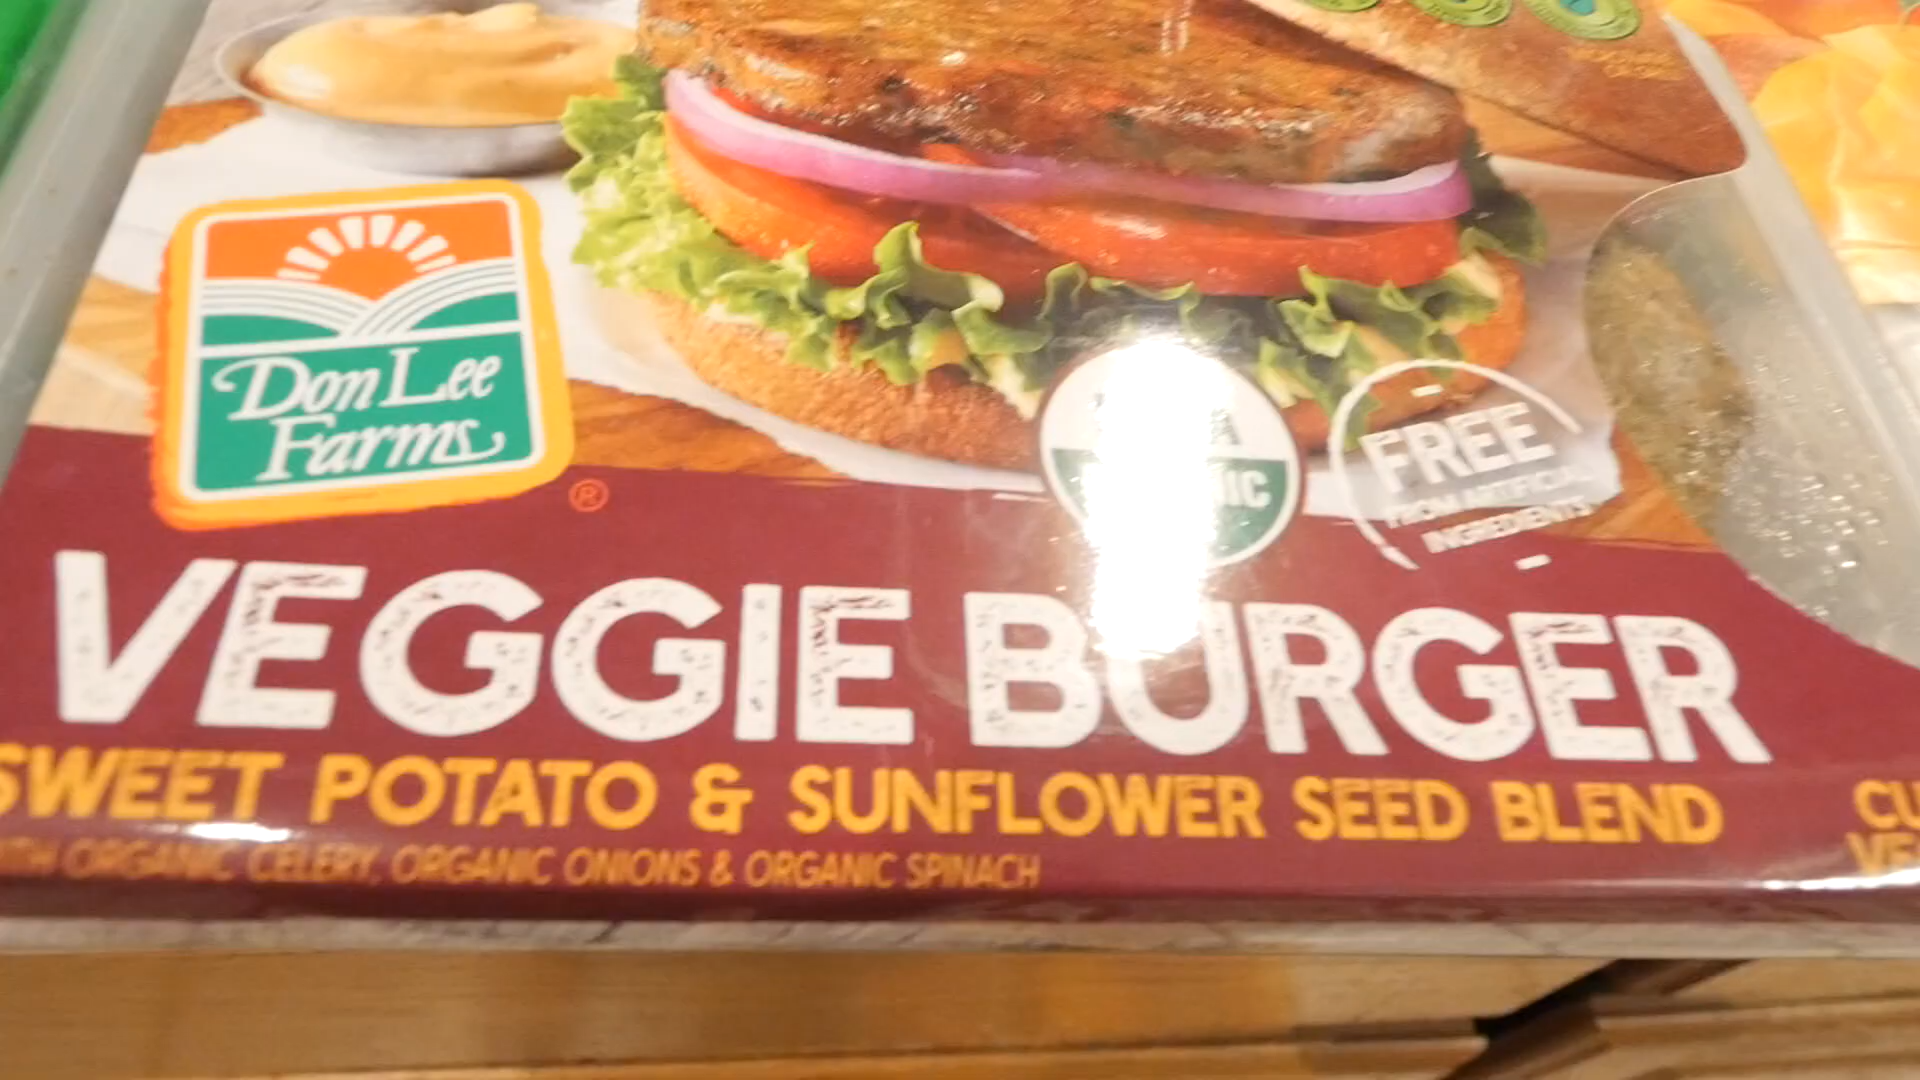 Don Lee
Farms
®
FREE
FROM ARTIFICIAL
INGREDIENTS
VEGGIE BURGER
SWEET POTATO & SUNFLOWER SEED BLEND
ORGANIC CELERY, ORGANIC ONIONS & ORGANIC SPINACH